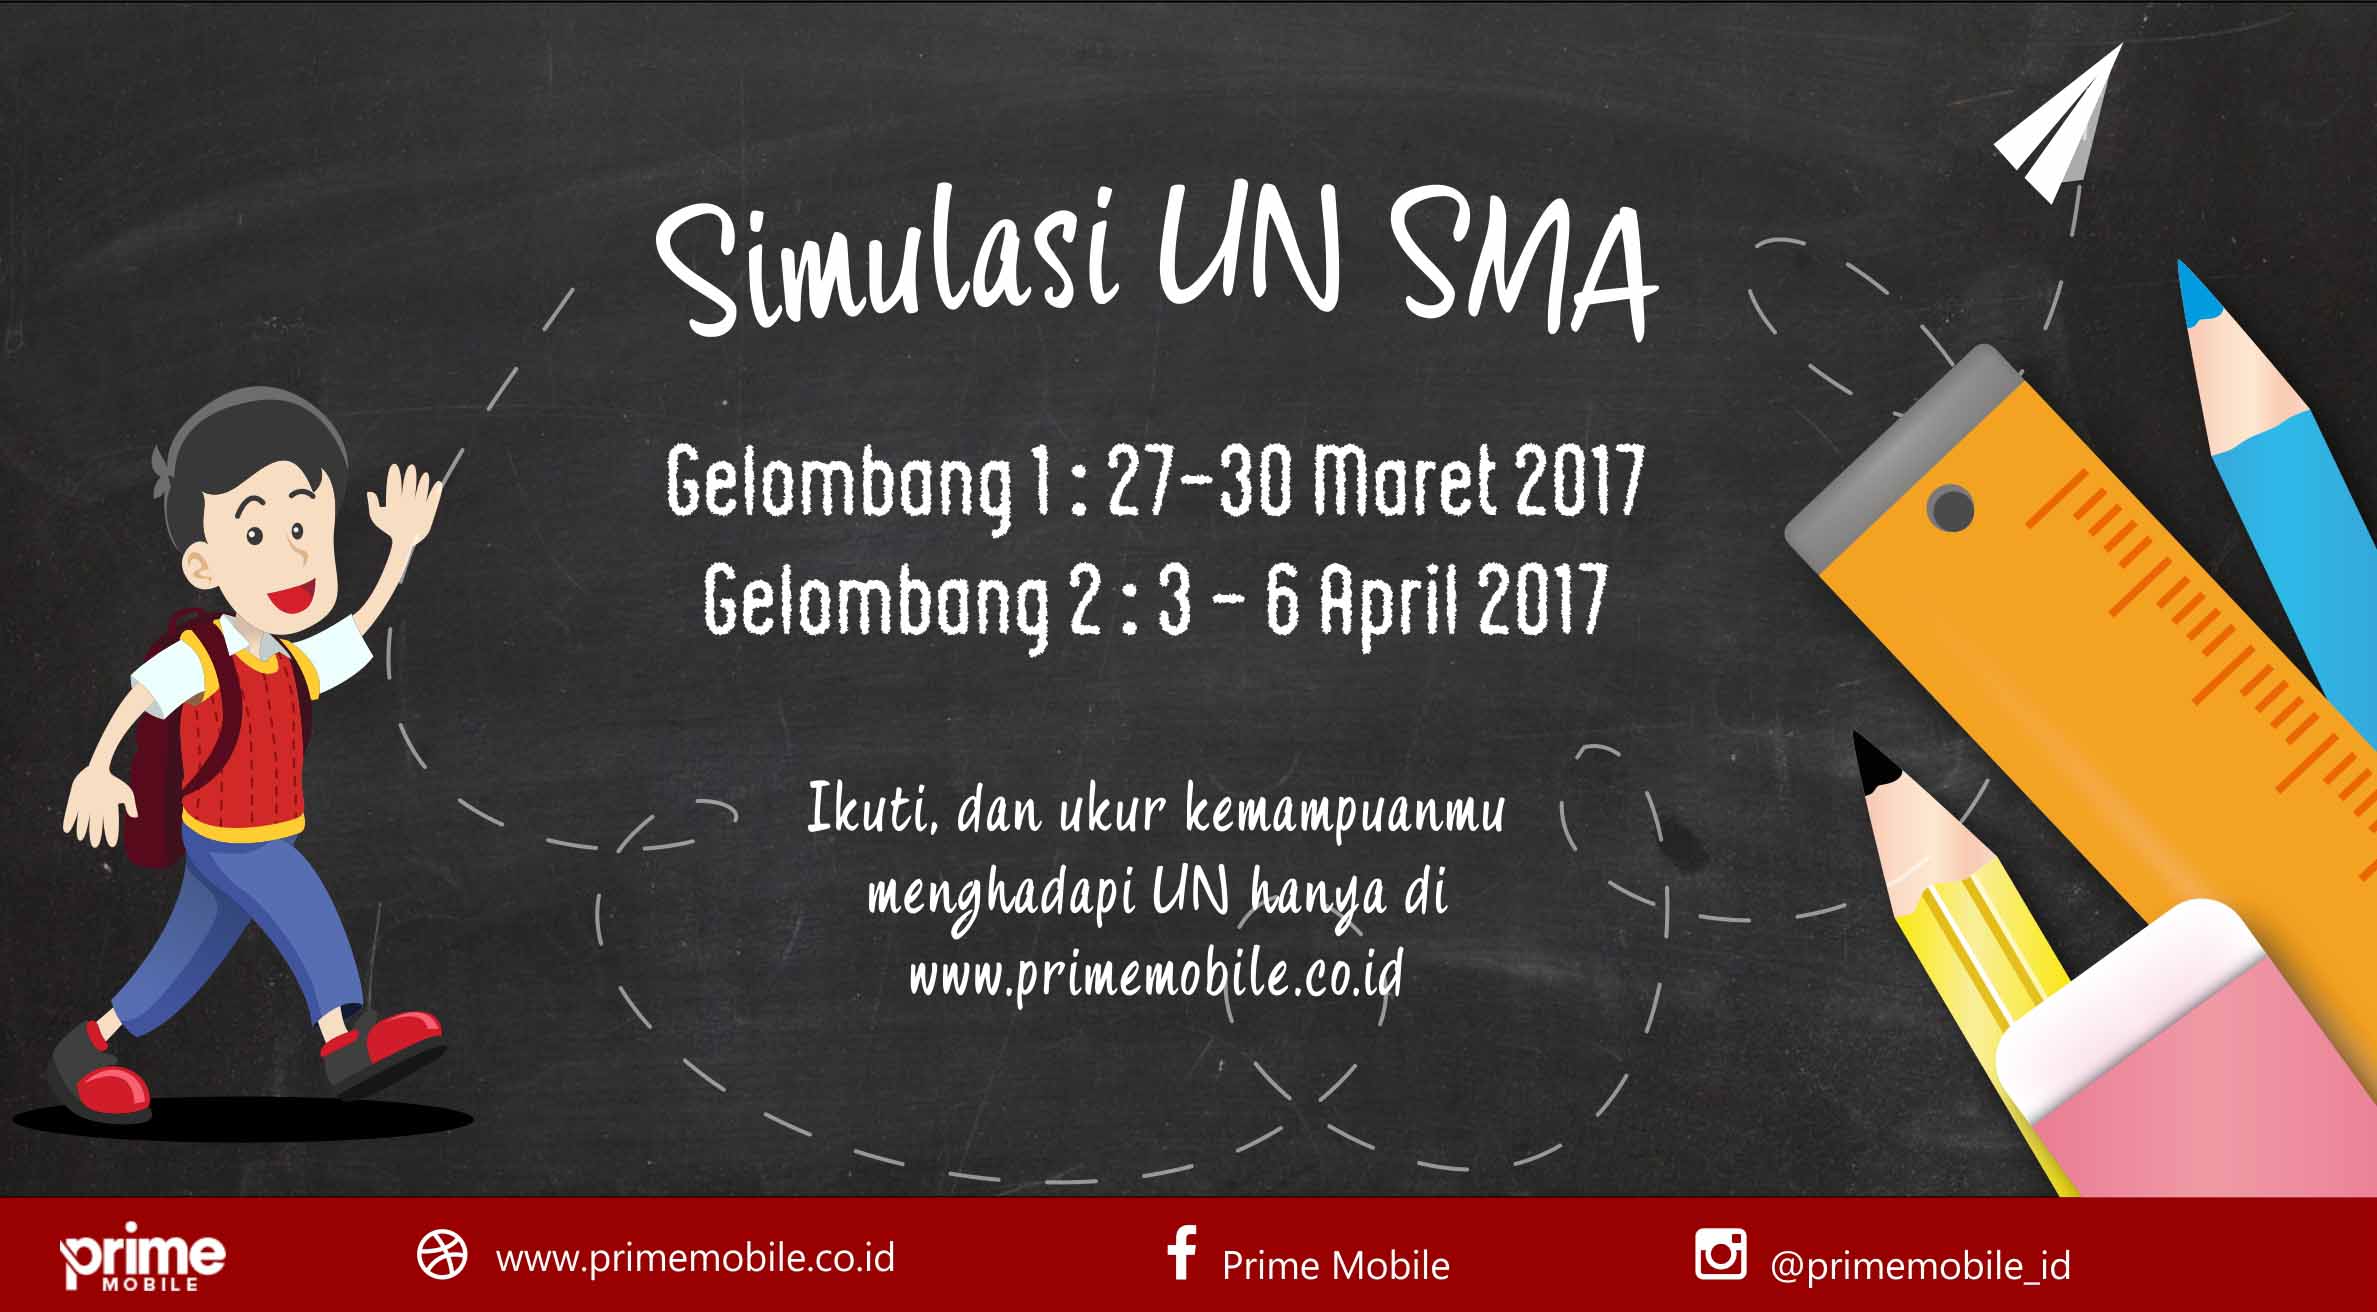 Simulasi UN SMA
Gelombang 1 : 27-30 Maret 2017
Gelombang 2 : 3 - 6 April 2017
Ikuti, dan ukur kemampuanmu
menghadapi UN hanya di
www.primemobile.co.id
prime
MOBILE
www.primemobile.co.id
Prime Mobile
@primemobile_id